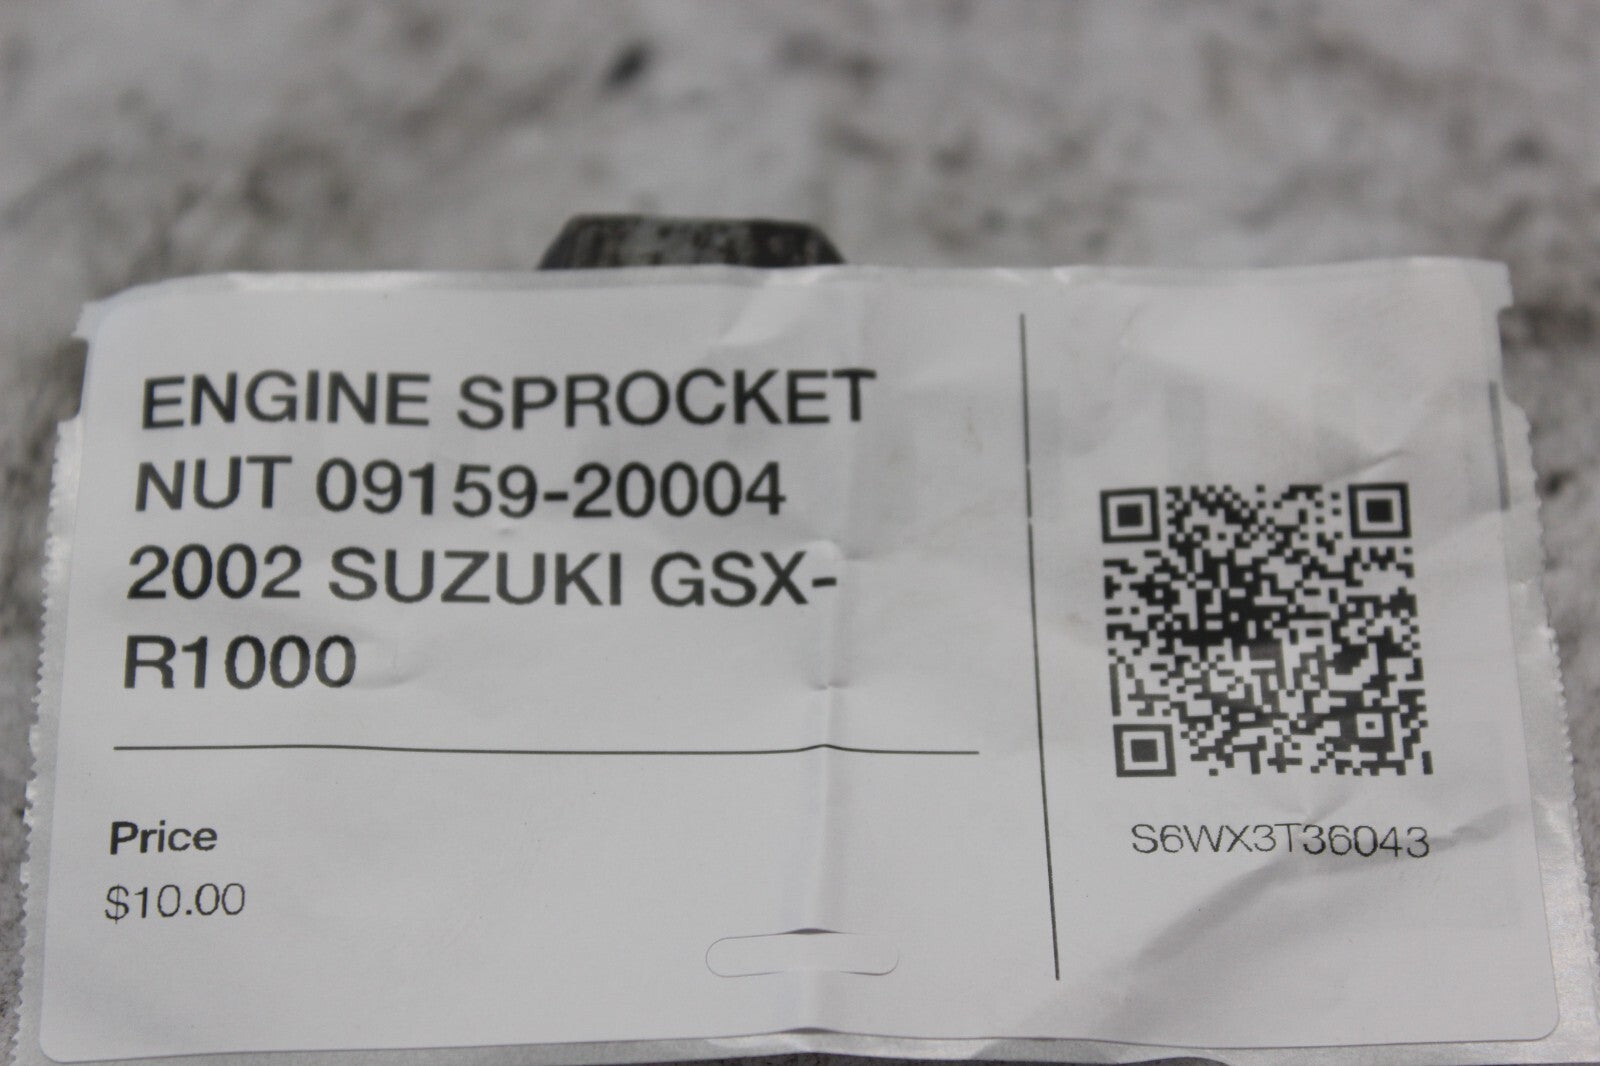 ENGINE SPROCKET
NUT 09159-20004
2002 SUZUKI GSX-
R1000
Price
$10.00
S6WX3T36043